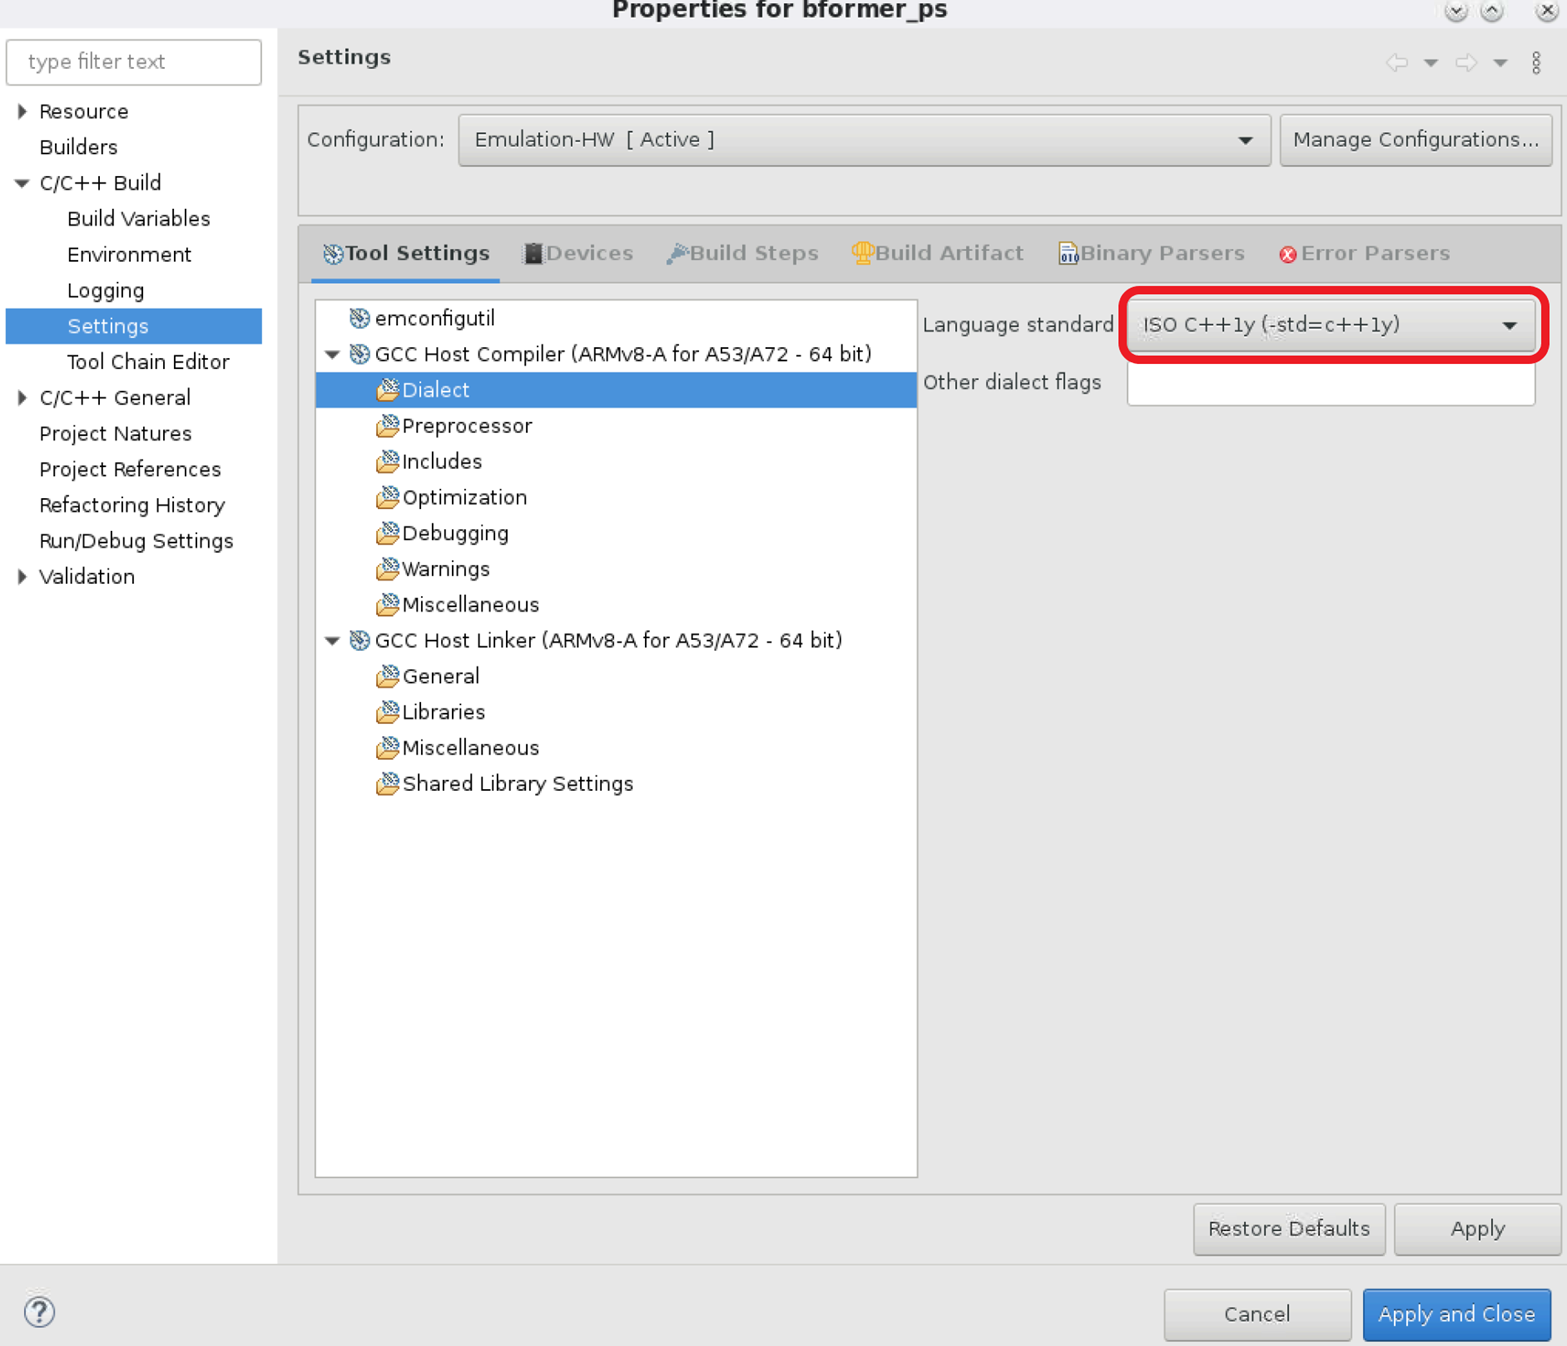 Properties for bformer_ps
type filter text
Resource
Builders
C/C++ Build
Build Variables
Environment
Logging
Settings
Tool Chain Editor
C/C++ General
Project Natures
Project References
Refactoring History
Run/Debug Settings
Validation
Settings
Configuration: Emulation-HW [ Active ] Manage Configurations...
Tool Settings Devices Build Steps Build Artifact Binary Parsers Error Parsers
emconfigutil
GCC Host Compiler (ARMv8-A for A53/A72 - 64 bit)
Dialect
Preprocessor
Includes
Optimization
Debugging
Warnings
Miscellaneous
GCC Host Linker (ARMv8-A for A53/A72 - 64 bit)
General
Libraries
Miscellaneous
Shared Library Settings
Language standard ISO C++1y (-std=c++1y)
Other dialect flags
Restore Defaults Apply
? Cancel Apply and Close